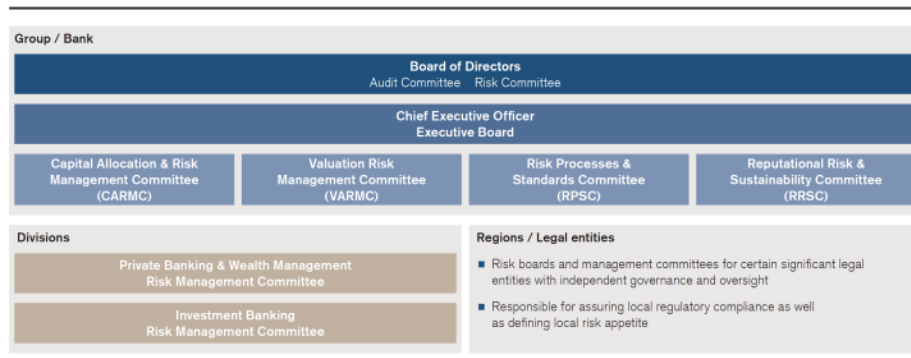 Group / Bank
Board of Directors
Audit Committee Risk Committee
Chief Executive Officer
Executive Board
Capital Allocation & Risk
Management Committee
(CARMC)
Valuation Risk
Management Committee
(VARMC)
Risk Processes &
Standards Committee
(RPSC)
Reputational Risk &
Sustainability Committee
(RRSC)
Divisions
Private Banking & Wealth Management
Risk Management Committee
Investment Banking
Risk Management Committee
Regions / Legal entities
■ Risk boards and management committees for certain significant legal
entities with independent governance and oversight
■ Responsible for assuring local regulatory compliance as well
as defining local risk appetite